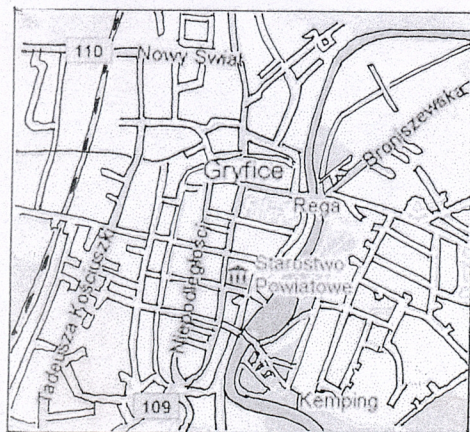 110
Nowy Świat
Broniszewska
Gryfice
Rega
Tadeusza Kościuszki
Niepodległości
Starostwo
Powiatowe
109
Kemping